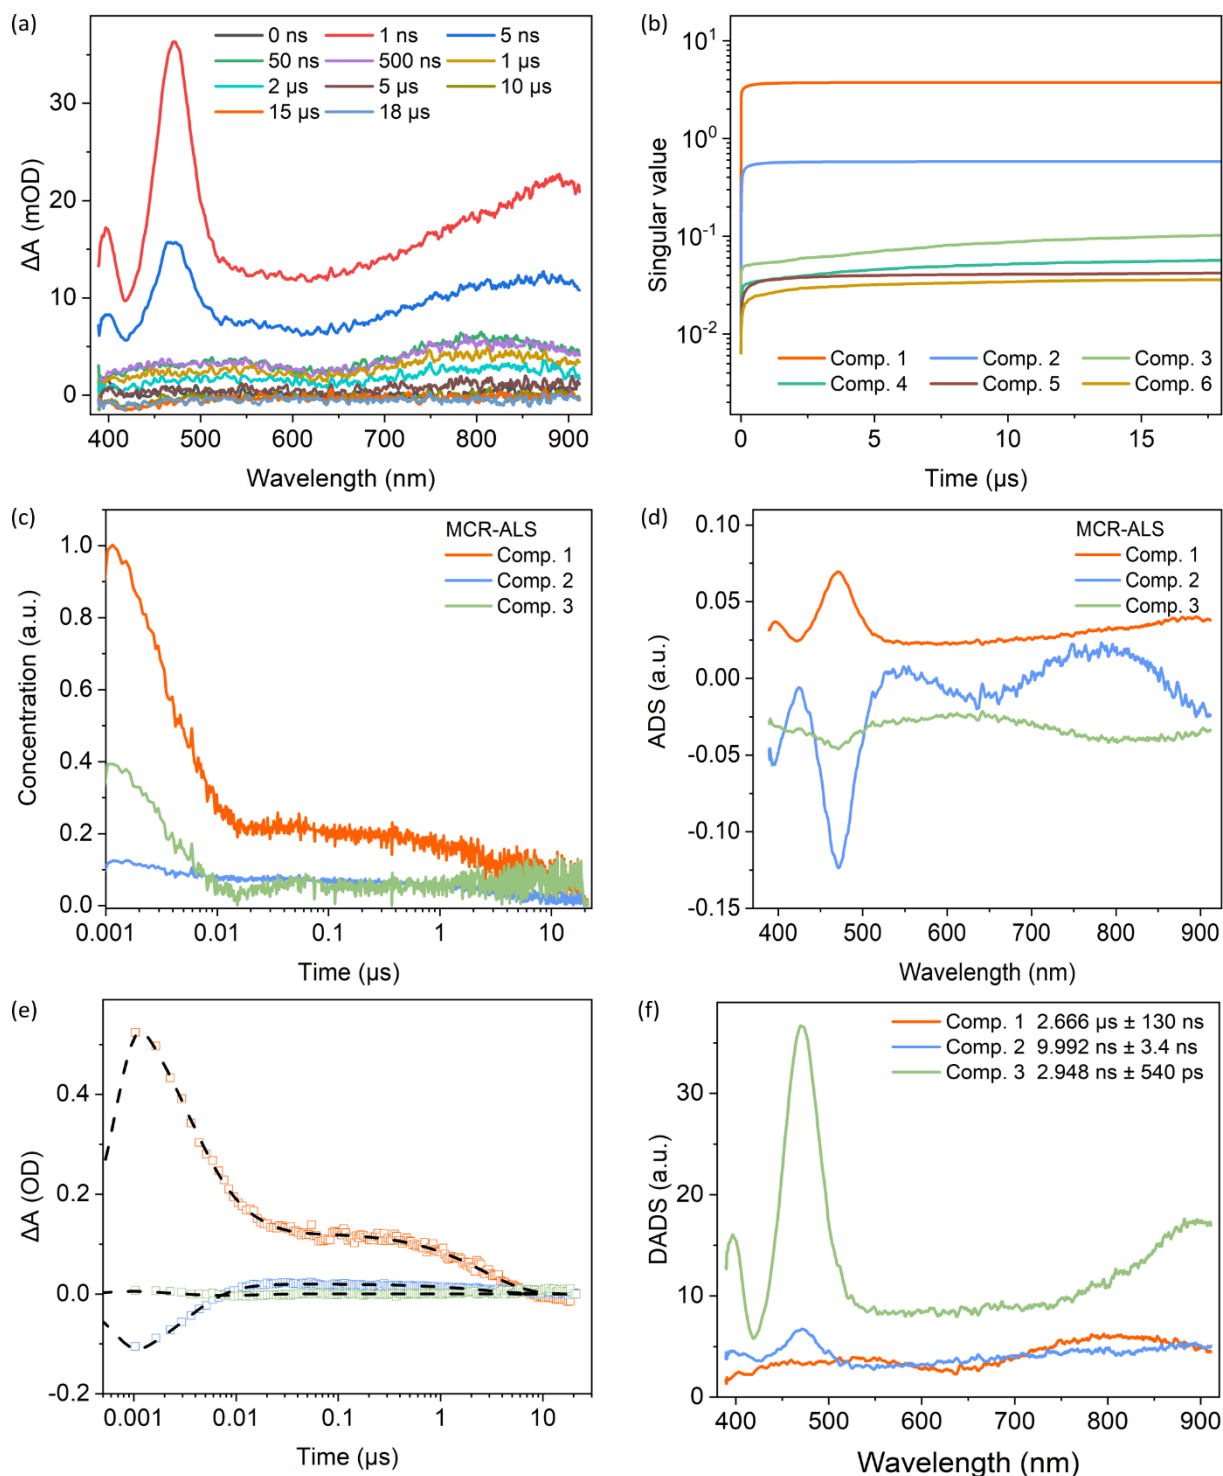 (a)
0 ns 1 ns 5 ns
50 ns 500 ns 1 µs
2 µs 5 µs 10 µs
15 µs 18 µs
ΔA (mOD)
30
20
10
0
400 500 600 700 800 900
Wavelength (nm)
(b)
Singular value
10^1
10^0
10^-1
10^-2
Comp. 1 Comp. 2 Comp. 3
Comp. 4 Comp. 5 Comp. 6
0 5 10 15
Time (µs)
(c)
MCR-ALS
Comp. 1
Comp. 2
Comp. 3
Concentration (a.u.)
1.0
0.8
0.6
0.4
0.2
0.0
0.001 0.01 0.1 1 10
Time (µs)
(d)
MCR-ALS
Comp. 1
Comp. 2
Comp. 3
ADS (a.u.)
0.10
0.05
0.00
-0.05
-0.10
-0.15
400 500 600 700 800 900
Wavelength (nm)
(e)
ΔA (OD)
0.4
0.2
0.0
-0.2
0.001 0.01 0.1 1 10
Time (µs)
(f)
Comp. 1 2.666 µs ± 130 ns
Comp. 2 9.992 ns ± 3.4 ns
Comp. 3 2.948 ns ± 540 ps
DADS (a.u.)
30
20
10
0
400 500 600 700 800 900
Wavelength (nm)